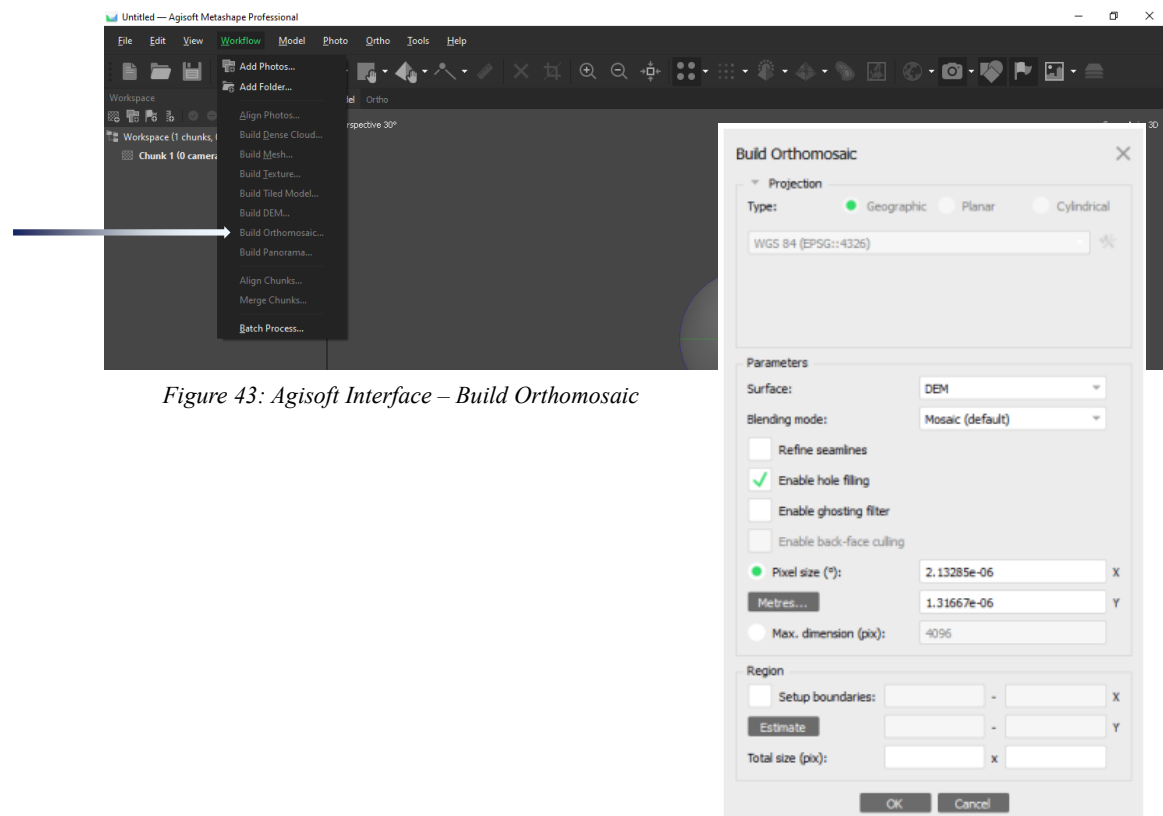 Untitled — Agisoft Metashape Professional
File Edit View Workflow Model Photo Ortho Tools Help
Add Photos...
Add Folder...
Workspace
Ortho
Workspace (1 chunks,
Chunk 1 (0 camera
Align Photos...
Build Dense Cloud...
Build Mesh...
Build Texture...
Build Tiled Model...
Build DEM...
Build Orthomosaic...
Build Panorama...
Align Chunks...
Merge Chunks...
Batch Process...
rspective 30°
3D
Figure 43: Agisoft Interface – Build Orthomosaic
Build Orthomosaic
Projection
Type: Geographic Planar Cylindrical
WGS 84 (EPSG::4326)
Parameters
Surface: DEM
Blending mode: Mosaic (default)
Refine seamlines
Enable hole filling
Enable ghosting filter
Enable back-face culling
Pixel size (°): 2.13285e-06 X
Metres... 1.31667e-06 Y
Max. dimension (pix): 4096
Region
Setup boundaries: - X
Estimate - Y
Total size (pix): x
OK Cancel